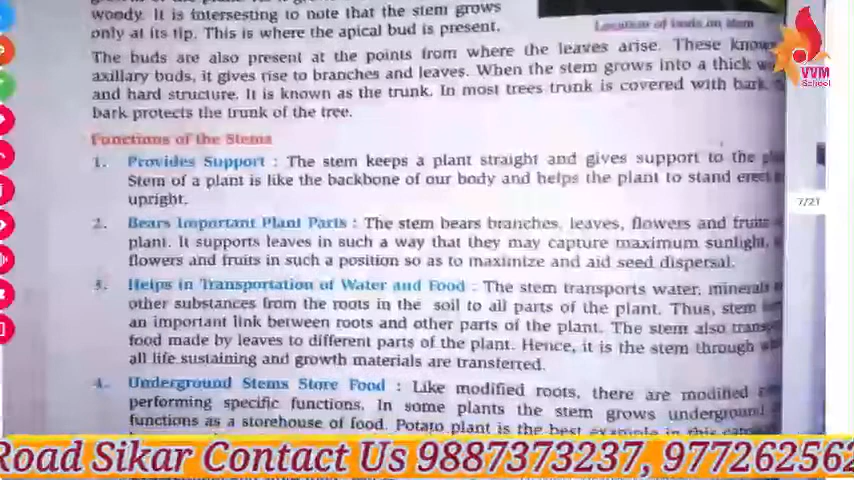 woody. It is intersesting to note that the stem grows
only at its tip. This is where the apical bud is present.
Location of buds on stem
The buds are also present at the points from where the leaves arise. These know
axillary buds, it gives rise to branches and leaves. When the stem grows into a thick
and hard structure. It is known as the trunk. In most trees trunk is covered with bark.
bark protects the trunk of the tree.
VVM
School
Functions of the Stems
1. Provides Support : The stem keeps a plant straight and gives support to the
Stem of a plant is like the backbone of our body and helps the plant to stand erect
upright.
7/21
2. Bears Important Plant Parts : The stem bears branches, leaves, flowers and fruits
plant. It supports leaves in such a way that they may capture maximum sunlight,
flowers and fruits in such a position so as to maximize and aid seed dispersal.
3. Helps in Transportation of Water and Food : The stem transports water, minerals
other substances from the roots in the soil to all parts of the plant. Thus, stem
an important link between roots and other parts of the plant. The stem also
food made by leaves to different parts of the plant. Hence, it is the stem through
all life sustaining and growth materials are transferred.
4. Underground Stems Store Food : Like modified roots, there are modified
performing specific functions. In some plants the stem grows underground
functions as a storehouse of food. Potato plant is the best example in this
Road Sikar Contact Us 9887373237, 977262562